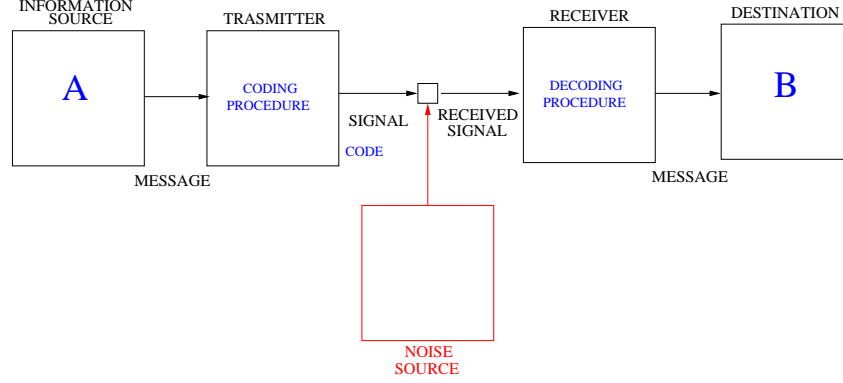 INFORMATION
SOURCE
TRASMITTER
RECEIVER
DESTINATION
A
CODING
PROCEDURE
DECODING
PROCEDURE
B
SIGNAL
RECEIVED
SIGNAL
CODE
MESSAGE
MESSAGE
NOISE
SOURCE